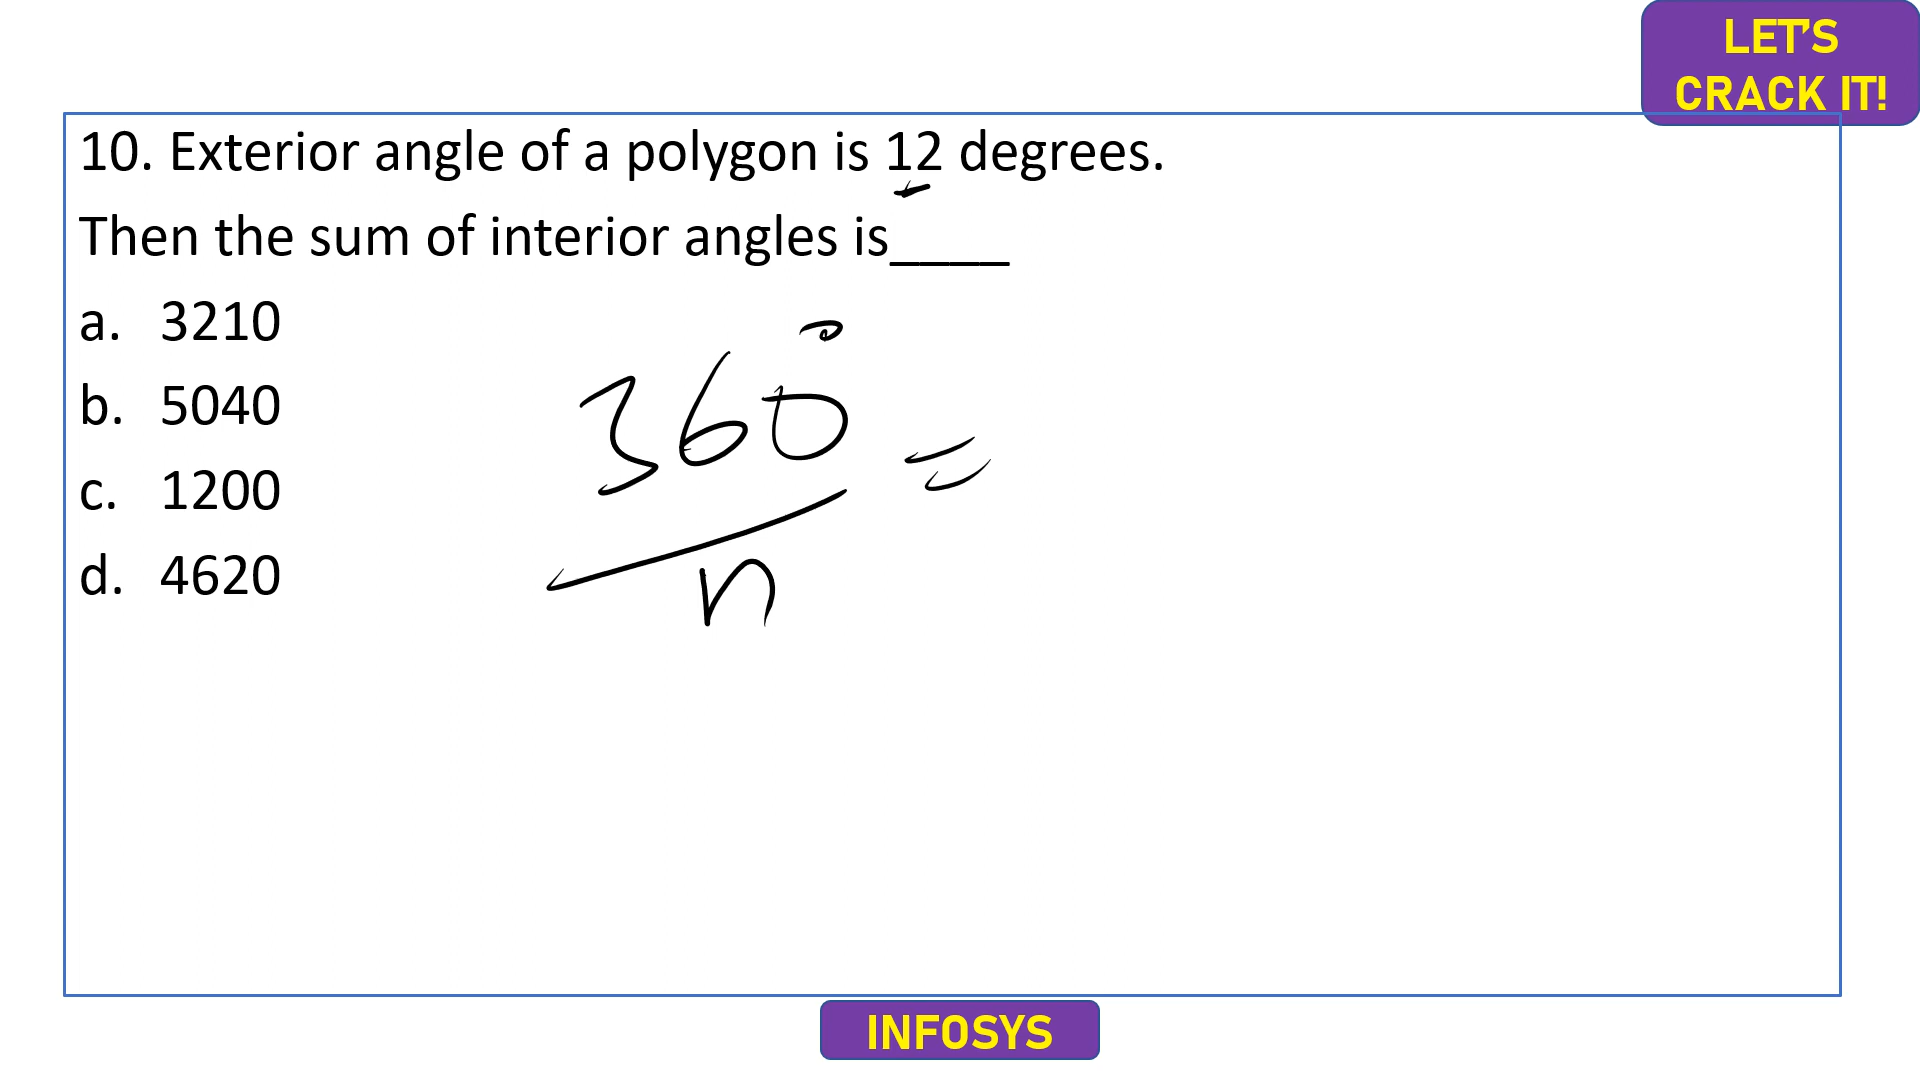 LET'S
CRACK IT!
10. Exterior angle of a polygon is 12 degrees.
Then the sum of interior angles is____
a. 3210
b. 5040
c. 1200
d. 4620
360° =
n
INFOSYS